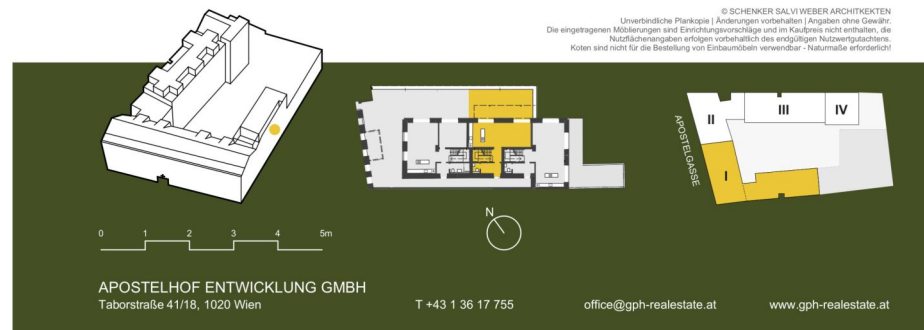 © SCHENKER SALVI WEBER ARCHITKEKTEN
Unverbindliche Plankopie | Änderungen vorbehalten | Angaben ohne Gewähr.
Die eingetragenen Möblierungen sind Einrichtungsvorschläge und im Kaufpreis nicht enthalten, die
Nutzflächenangaben erfolgen vorbehaltlich des endgültigen Nutzwertgutachtens.
Koten sind nicht für die Bestellung von Einbaumöbeln verwendbar - Naturmaße erforderlich!
II
III
IV
I
APOSTELGASSE
N
0 1 2 3 4 5m
APOSTELHOF ENTWICKLUNG GMBH
Taborstraße 41/18, 1020 Wien
T +43 1 36 17 755
office@gph-realestate.at
www.gph-realestate.at